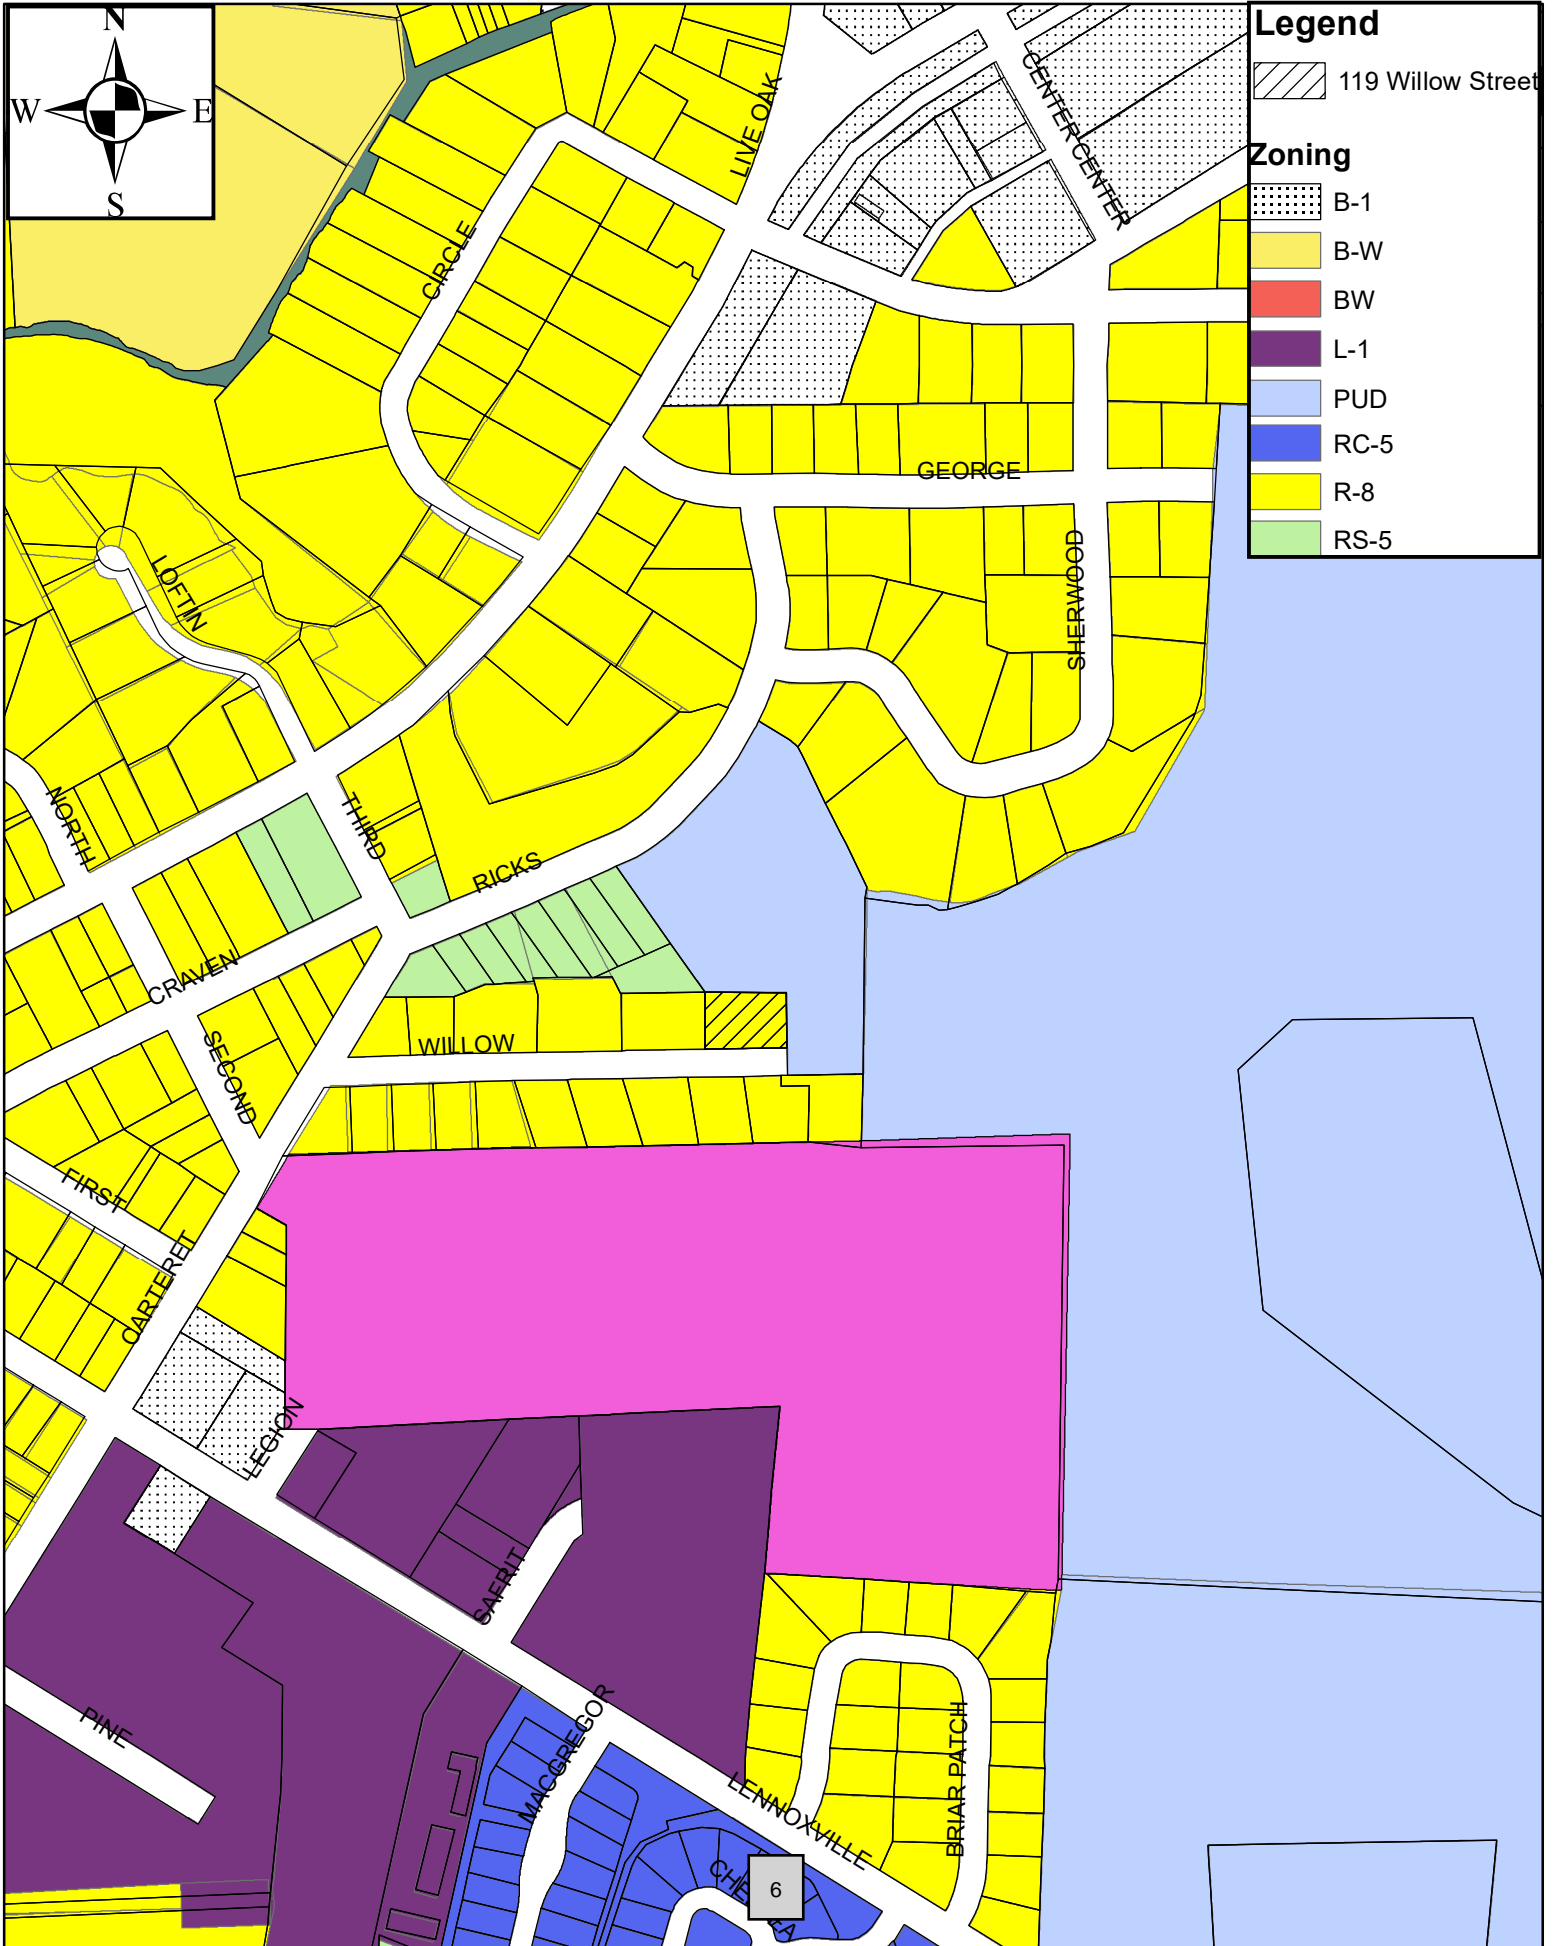 N
W E
S
Legend
119 Willow Street
Zoning
B-1
B-W
BW
L-1
PUD
RC-5
R-8
RS-5
LIVE OAK
CENTER
CENTER
CIRCLE
GEORGE
SHERWOOD
LOFTIN
NORTH
THIRD
RICKS
CRAVEN
SECOND
WILLOW
FIRST
CARTERET
LEGION
SAFRIT
PINE
MACGREGOR
LENNOXVILLE
BRIAR PATCH
6